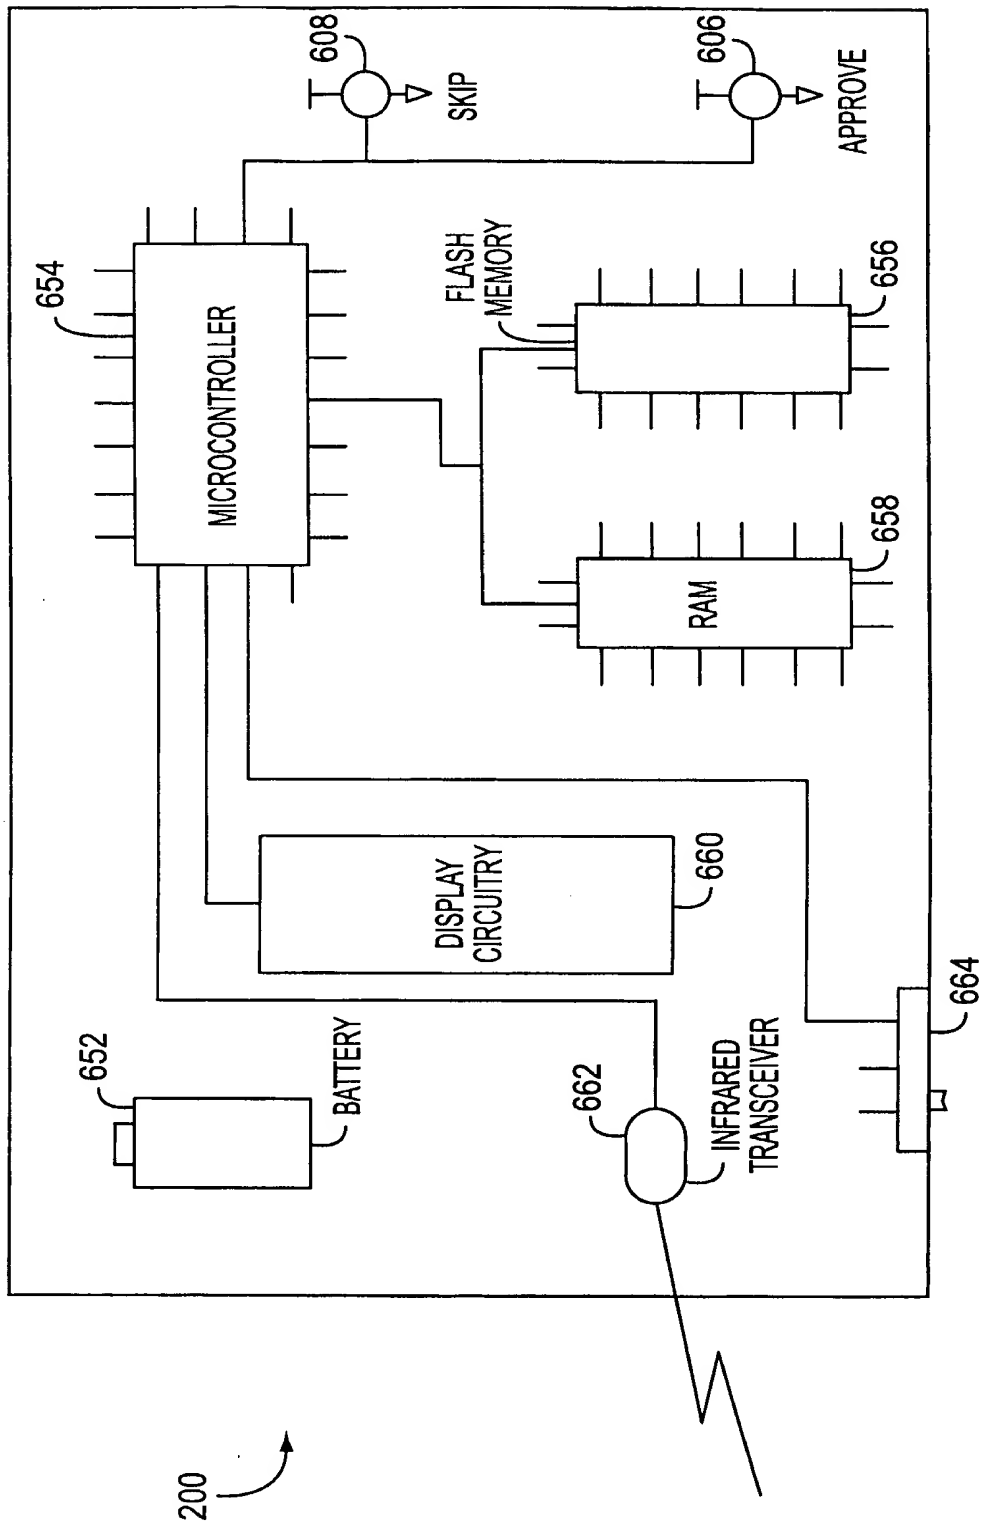 200
652
BATTERY
662
INFRARED
TRANSCEIVER
664
DISPLAY
CIRCUITRY
660
654
MICROCONTROLLER
RAM
658
FLASH
MEMORY
656
608
SKIP
606
APPROVE